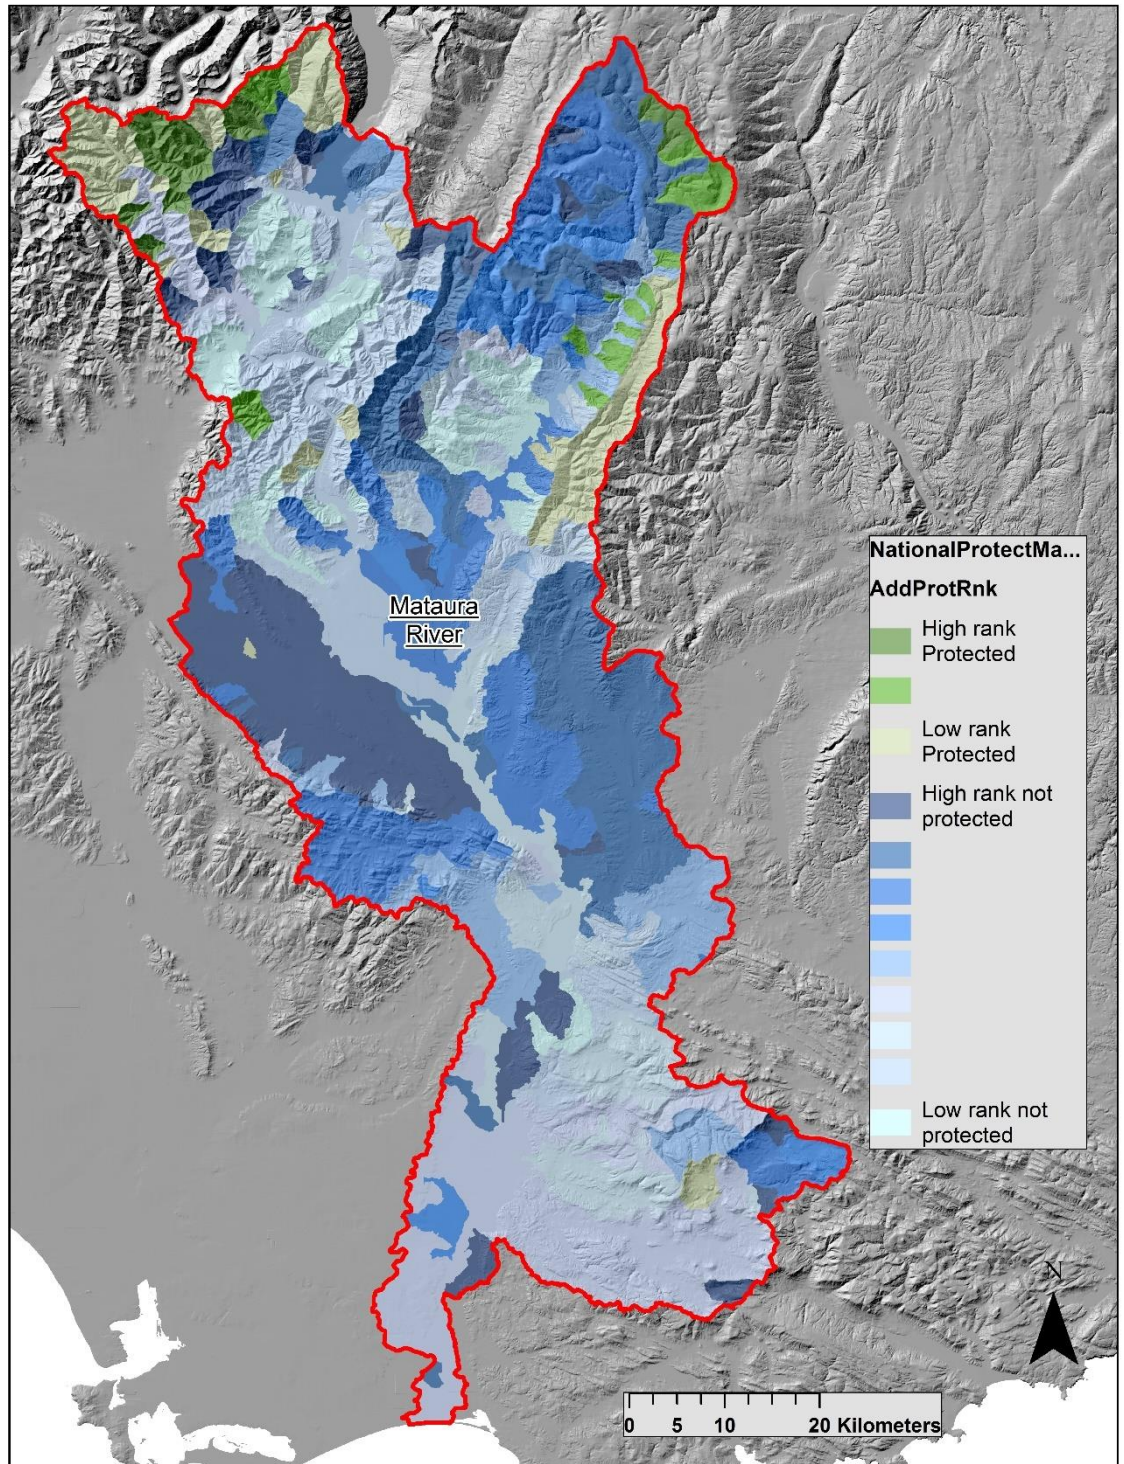 Mataura
River
NationalProtectMa...
AddProtRnk
High rank
Protected
Low rank
Protected
High rank not
protected
Low rank not
protected
N
0 5 10 20 Kilometers